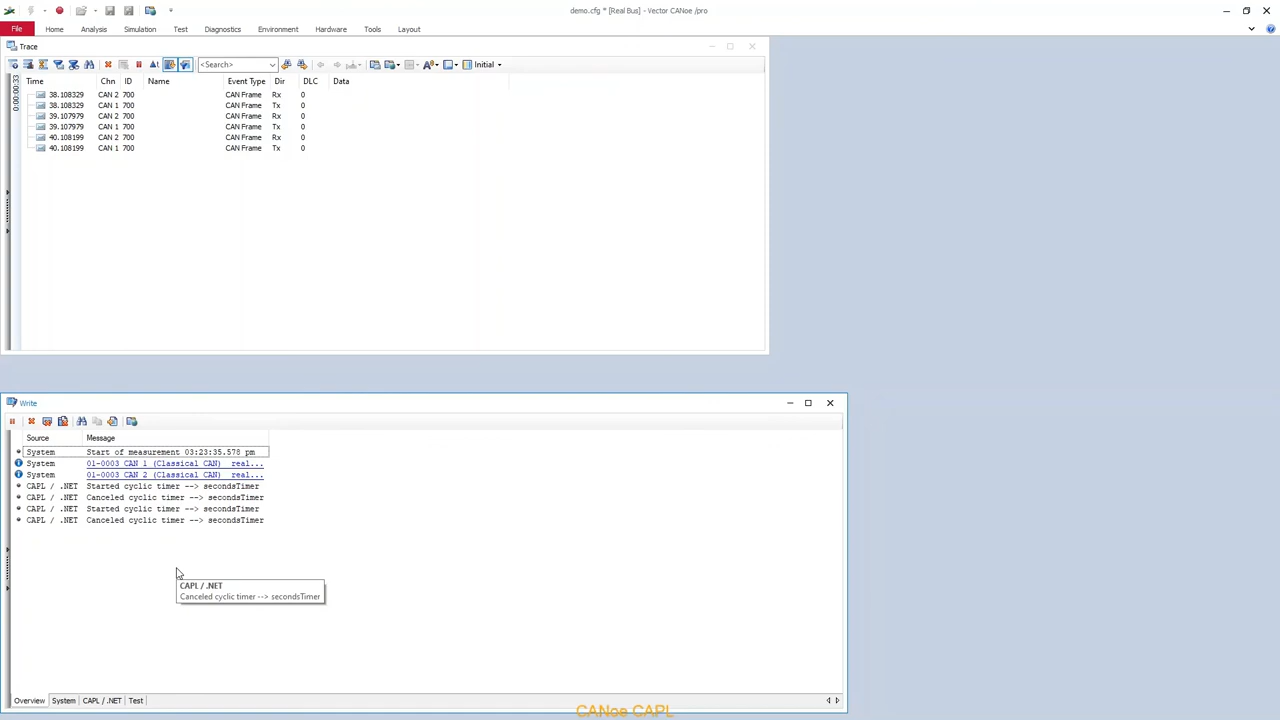 demo.cfg * [Real Bus] - Vector CANoe /pro
File Home Analysis Simulation Test Diagnostics Environment Hardware Tools Layout
Trace
<Search> Initial
Time Chn ID Name Event Type Dir DLC Data
0:00:00:33
38.108329 CAN 2 700 CAN Frame Rx 0
38.108329 CAN 1 700 CAN Frame Tx 0
39.107979 CAN 2 700 CAN Frame Rx 0
39.107979 CAN 1 700 CAN Frame Tx 0
40.108199 CAN 2 700 CAN Frame Rx 0
40.108199 CAN 1 700 CAN Frame Tx 0
Write
Source Message
System Start of measurement 03:23:35.578 pm
System 01-0003 CAN 1 (Classical CAN) real...
System 01-0003 CAN 2 (Classical CAN) real...
CAPL / .NET Started cyclic timer --> secondsTimer
CAPL / .NET Canceled cyclic timer --> secondsTimer
CAPL / .NET Started cyclic timer --> secondsTimer
CAPL / .NET Canceled cyclic timer --> secondsTimer
CAPL / .NET
Canceled cyclic timer --> secondsTimer
Overview System CAPL / .NET Test
CANoe CAPL